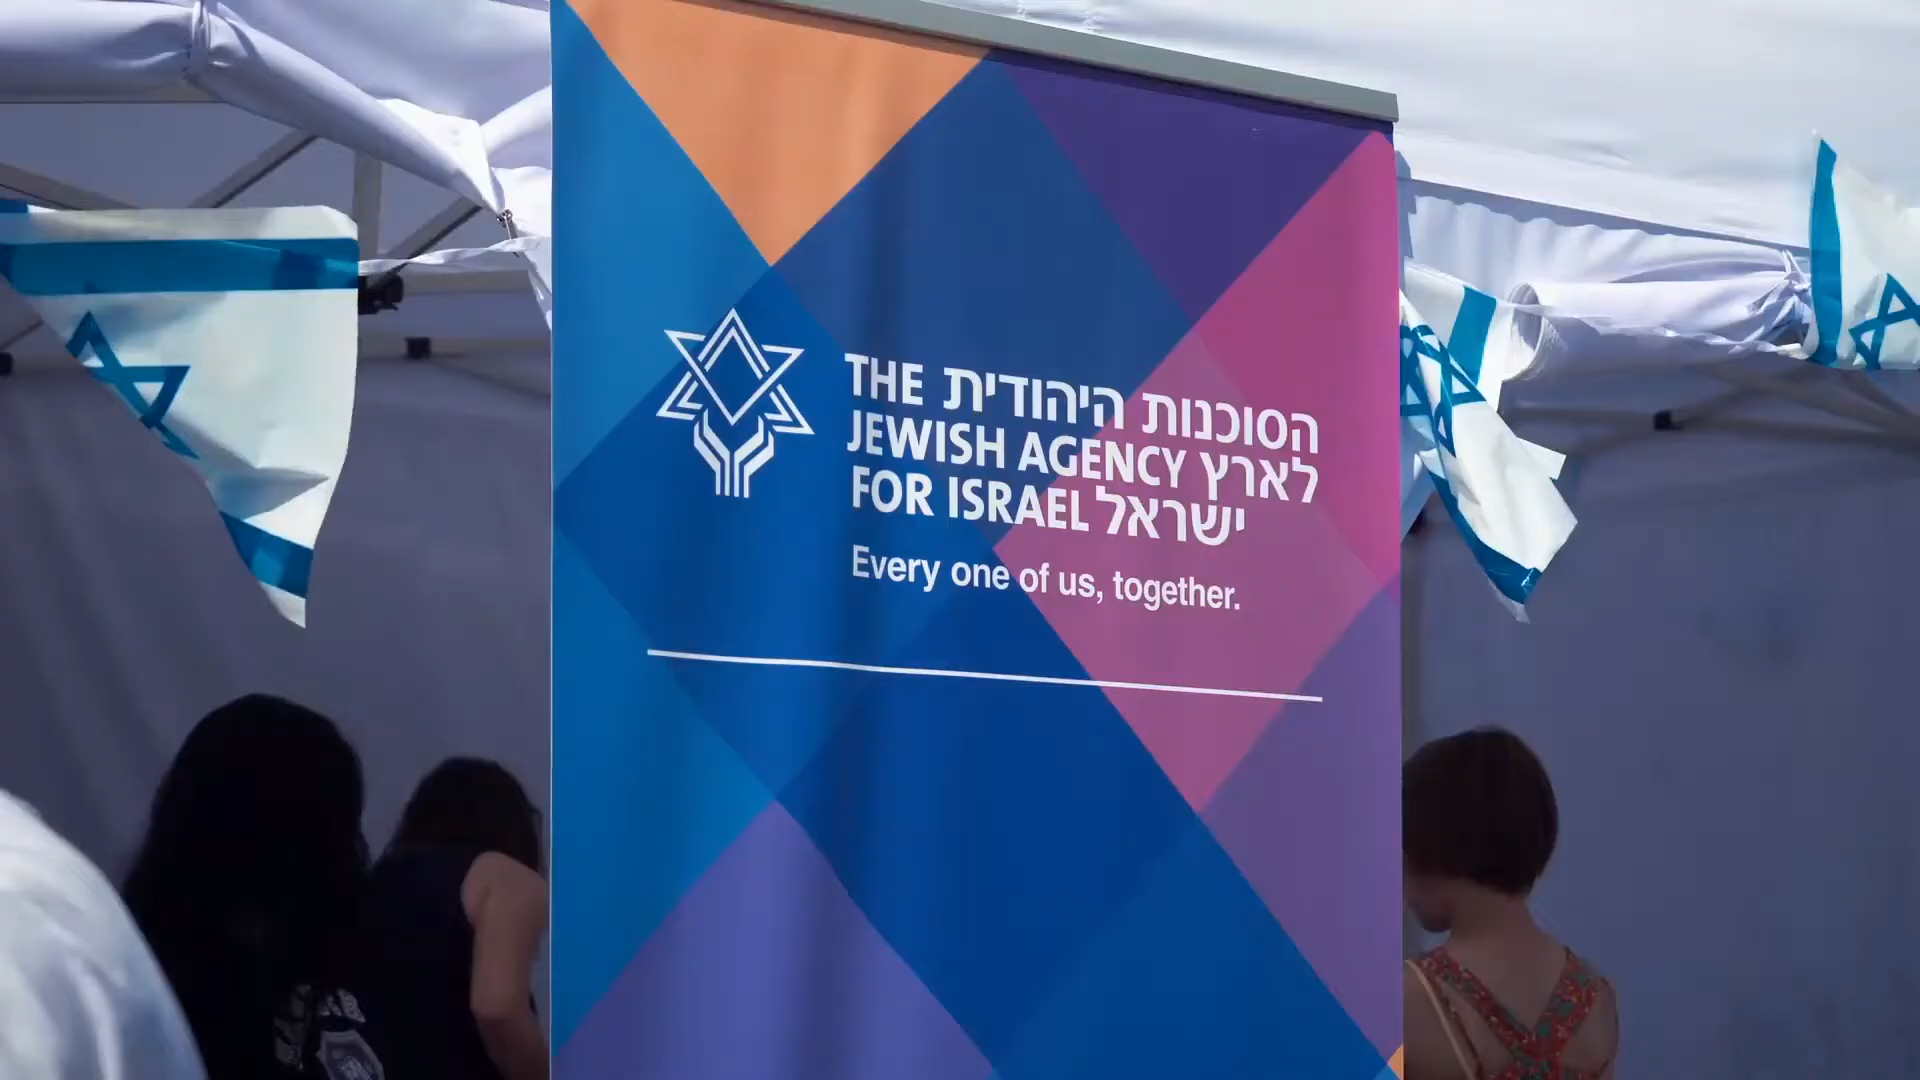 THE הסוכנות היהודית
JEWISH AGENCY לארץ
FOR ISRAEL ישראל
Every one of us, together.